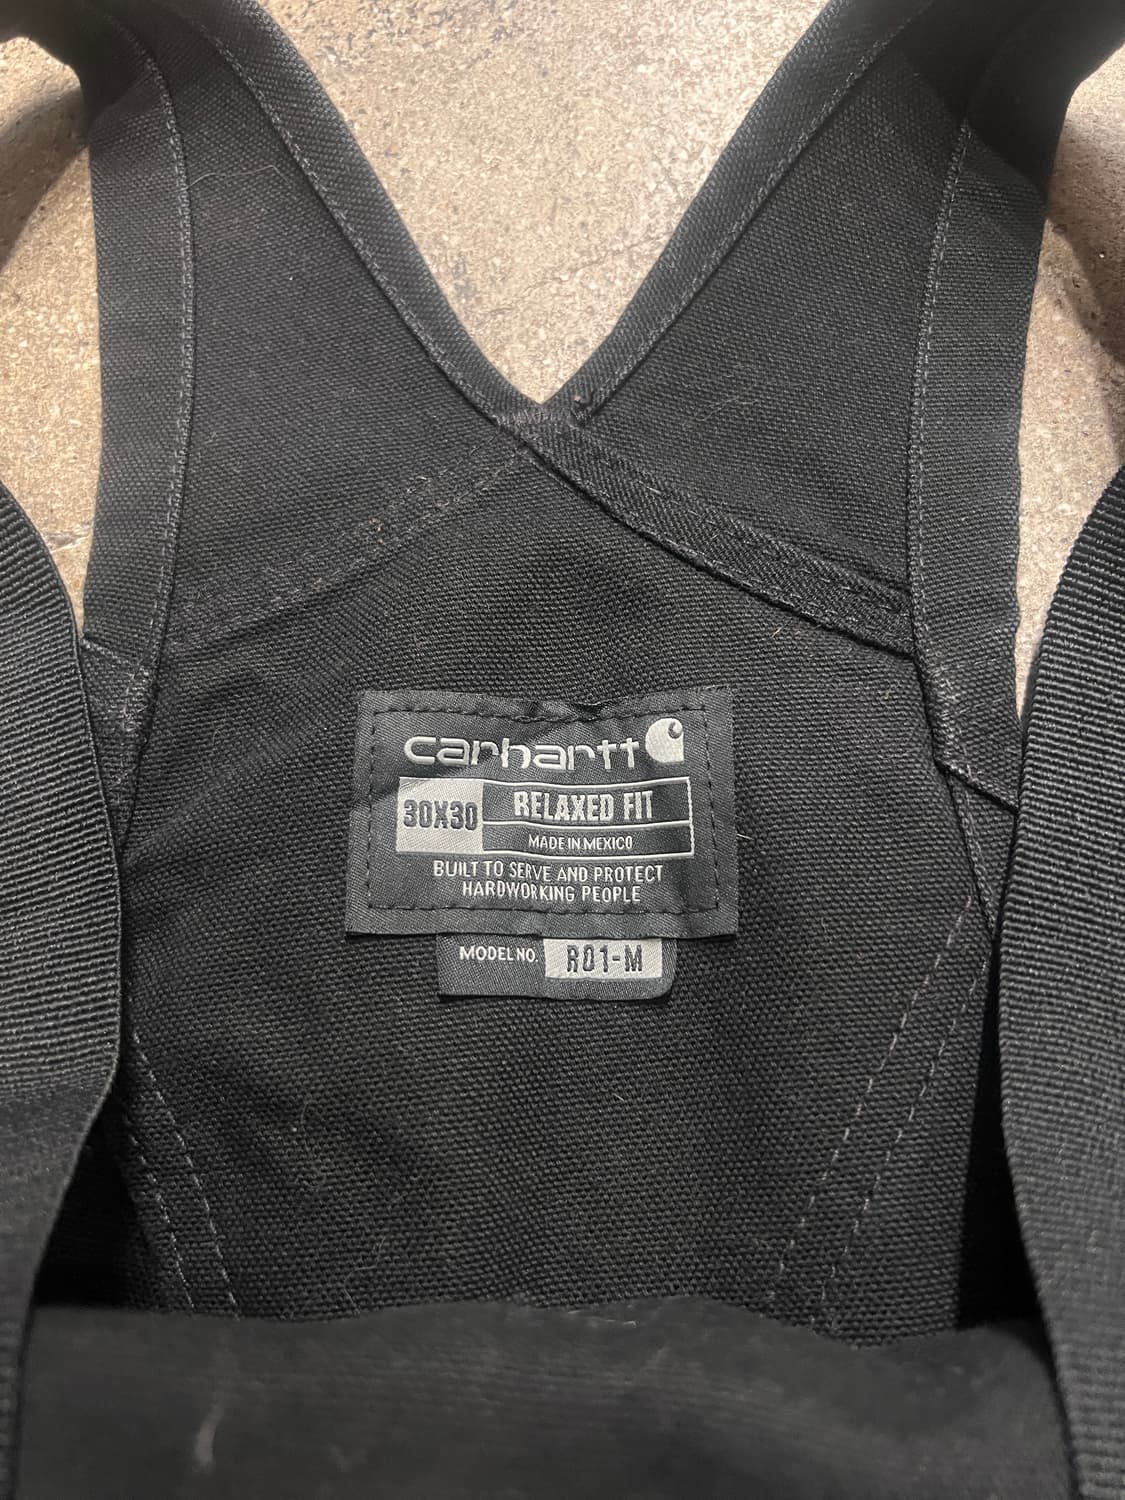 carhartt
30X30
RELAXED FIT
MADE IN MEXICO
BUILT TO SERVE AND PROTECT
HARDWORKING PEOPLE
MODEL NO. R01-M